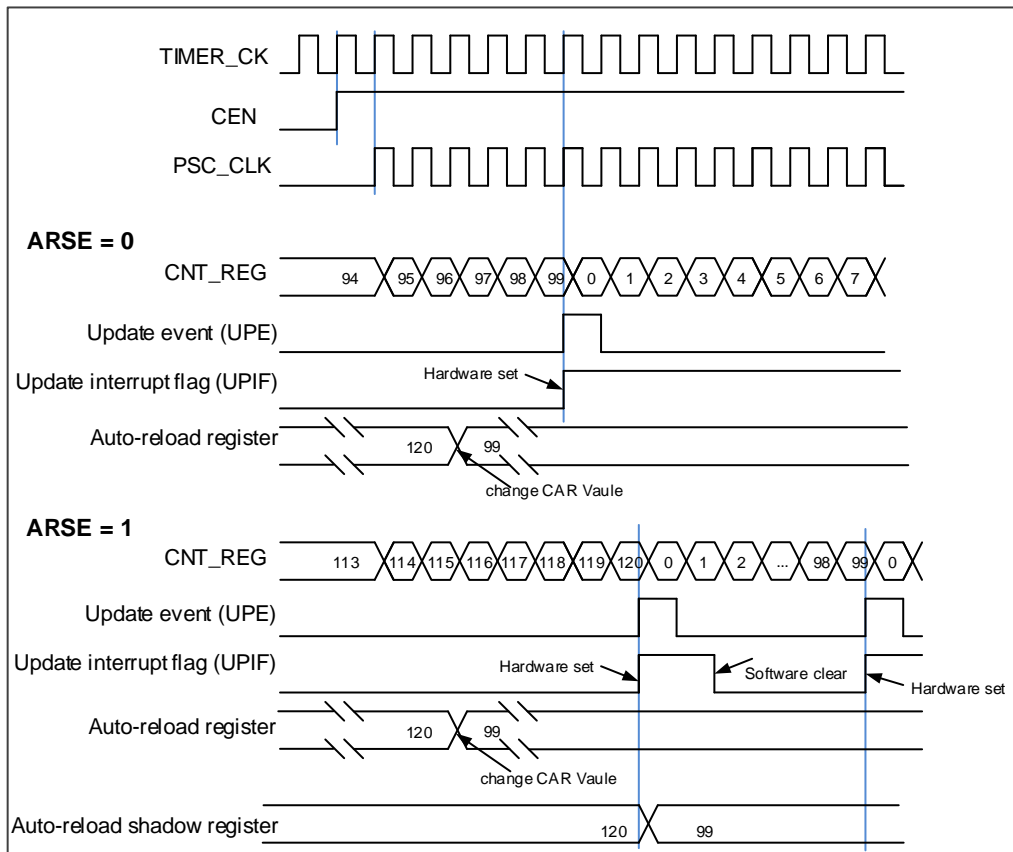 TIMER_CK
CEN
PSC_CLK
ARSE = 0
CNT_REG 94 95 96 97 98 99 0 1 2 3 4 5 6 7
Update event (UPE)
Update interrupt flag (UPIF) Hardware set
Auto-reload register 120 99
change CAR Vaule
ARSE = 1
CNT_REG 113 114 115 116 117 118 119 120 0 1 2 ... 98 99 0
Update event (UPE)
Update interrupt flag (UPIF) Hardware set Software clear Hardware set
Auto-reload register 120 99
change CAR Vaule
Auto-reload shadow register 120 99